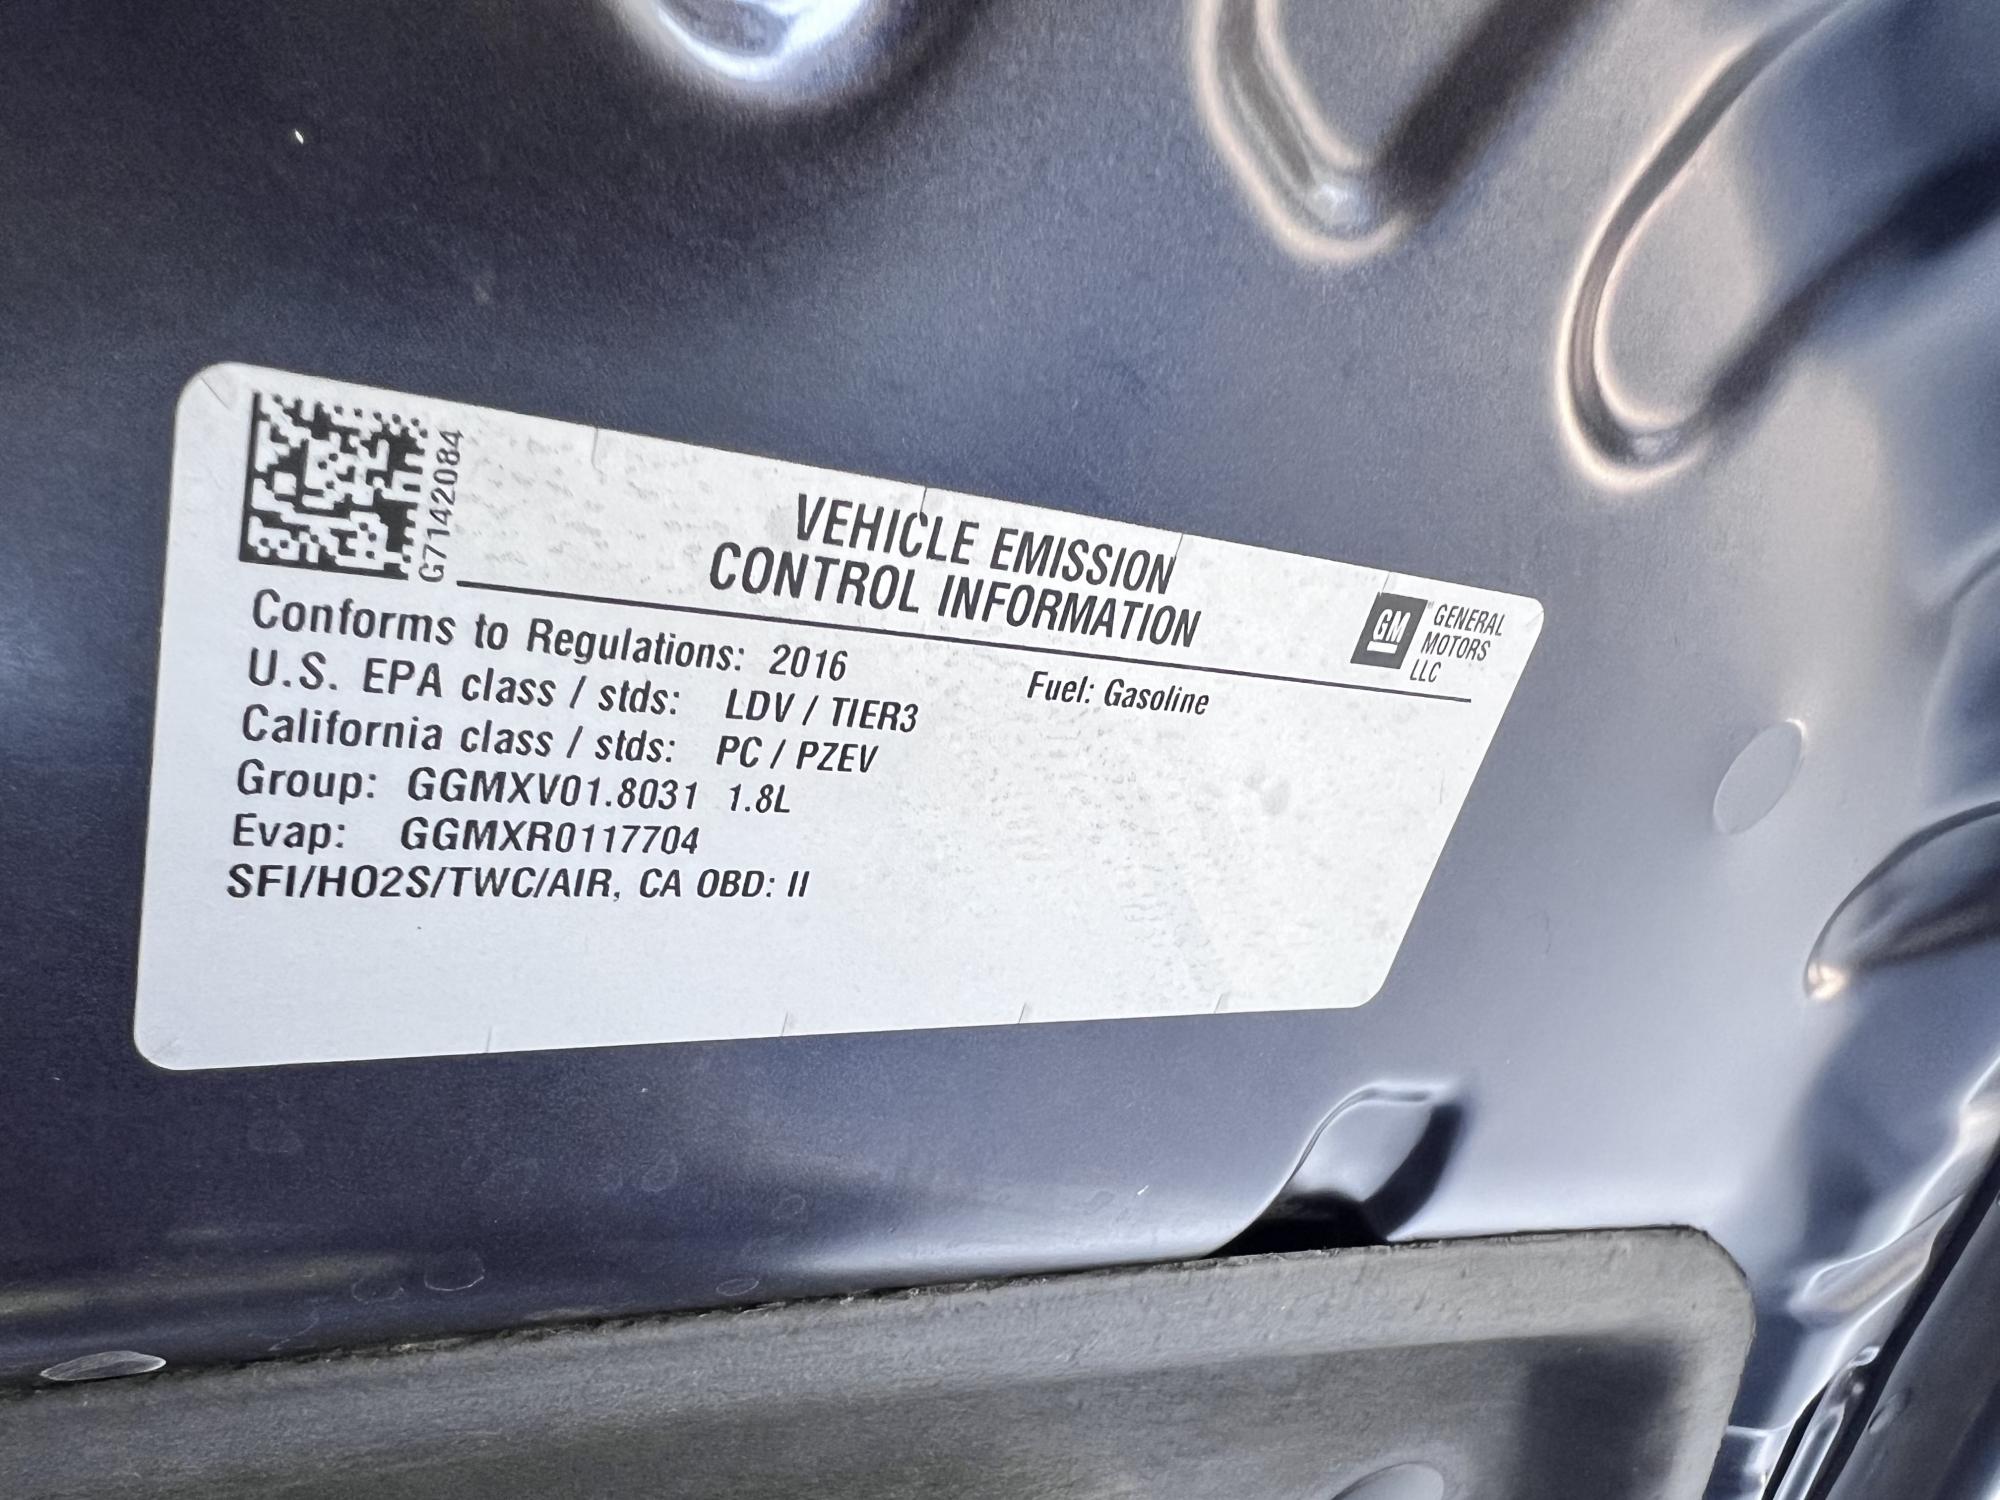 G7142084
VEHICLE EMISSION
CONTROL INFORMATION
GM
GENERAL
MOTORS
LLC
Conforms to Regulations: 2016
Fuel: Gasoline
U.S. EPA class / stds: LDV / TIER3
California class / stds: PC / PZEV
Group: GGMXV01.8031 1.8L
Evap: GGMXR0117704
SFI/HO2S/TWC/AIR, CA OBD: II